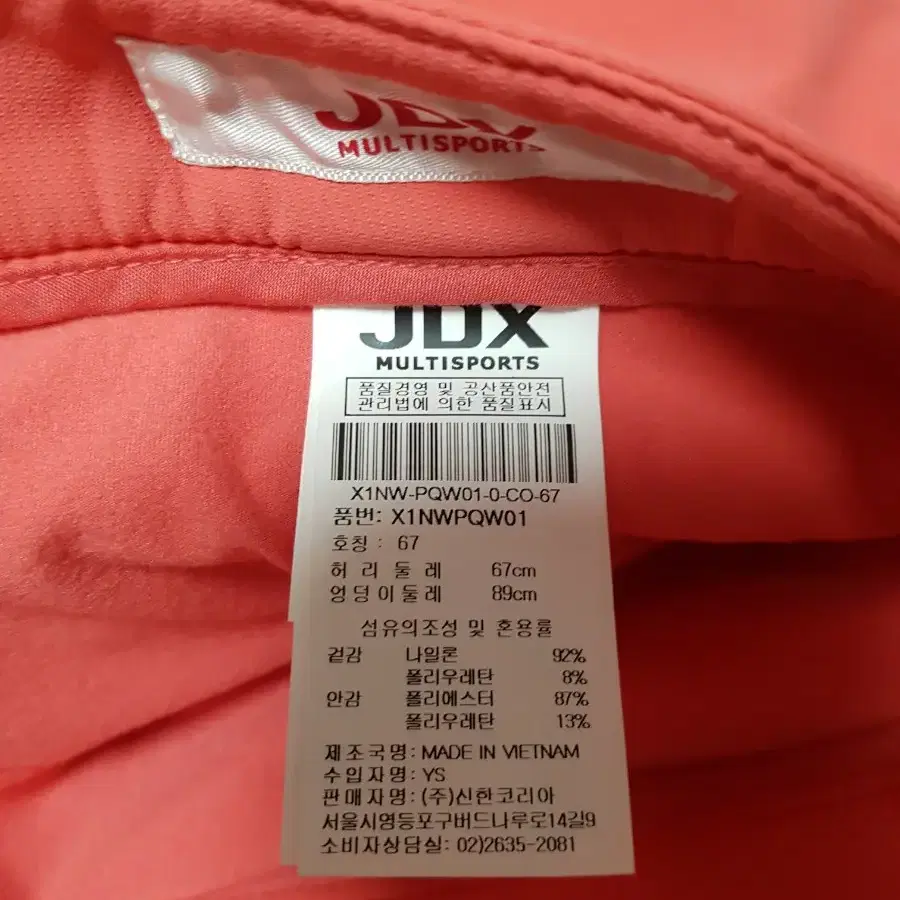 JDX
MULTISPORTS
JDX
MULTISPORTS
품질경영 및 공산품안전
관리법에 의한 품질표시
X1NW-PQW01-0-CO-67
품번: X1NWPQW01
호칭 : 67
허 리 둘 레 67cm
엉덩이둘레 89cm
섬유의조성 및 혼용률
겉감 나일론 92%
폴리우레탄 8%
안감 폴리에스터 87%
폴리우레탄 13%
제조국명: MADE IN VIETNAM
수입자명: YS
판매자명: (주)신한코리아
서울시영등포구버드나루로14길9
소비자상담실: 02)2635-2081